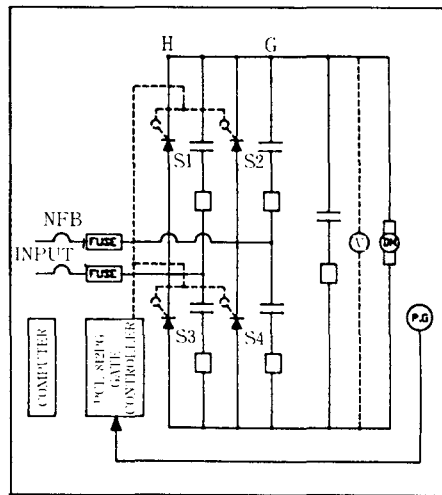 H G
S1 S2
NFB
FUSE
INPUT
FUSE
V
DM
P.G
S3 S4
COMPUTER
PCL 812PG
GATE
CONTROLLER